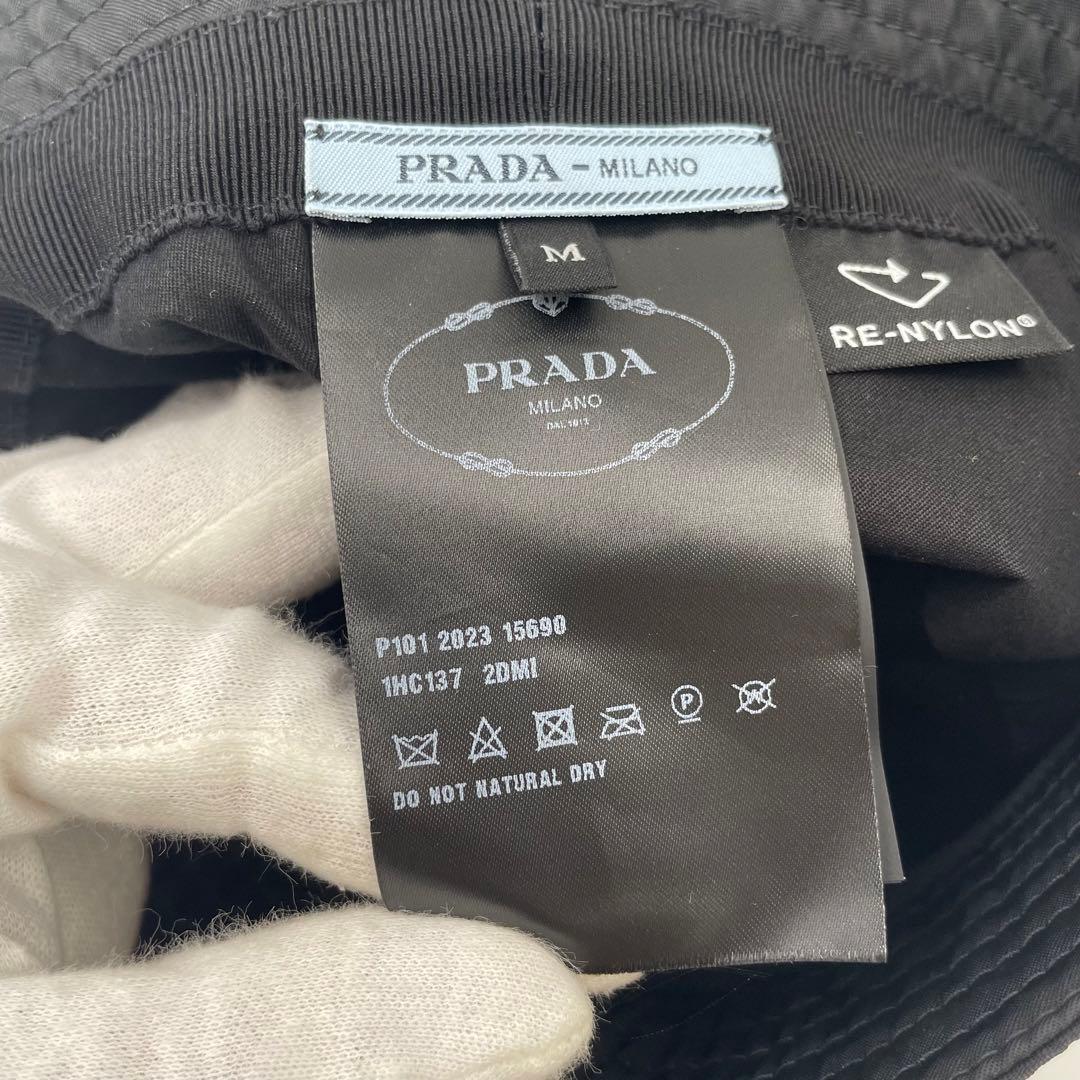 PRADA – MILANO
M
RE-NYLON®
PRADA
MILANO
DAL 1913
P101 2023 15690
1HC137 2DMI
P
W
DO NOT NATURAL DRY